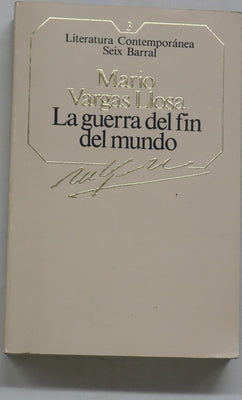 3
Literatura Contemporánea
Seix Barral
Mario
Vargas Llosa
La guerra del fin
del mundo